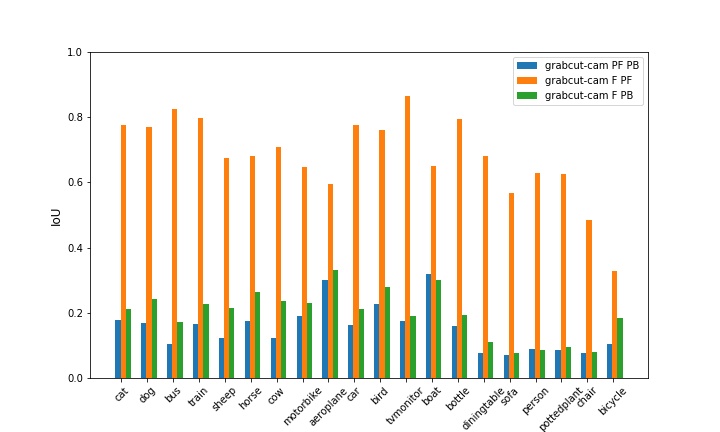 1.0
0.8
0.6
0.4
0.2
0.0
IoU
grabcut-cam PF PB
grabcut-cam F PF
grabcut-cam F PB
cat
dog
bus
train
sheep
horse
cow
motorbike
aeroplane
car
bird
tvmonitor
boat
bottle
diningtable
sofa
person
pottedplant
chair
bicycle